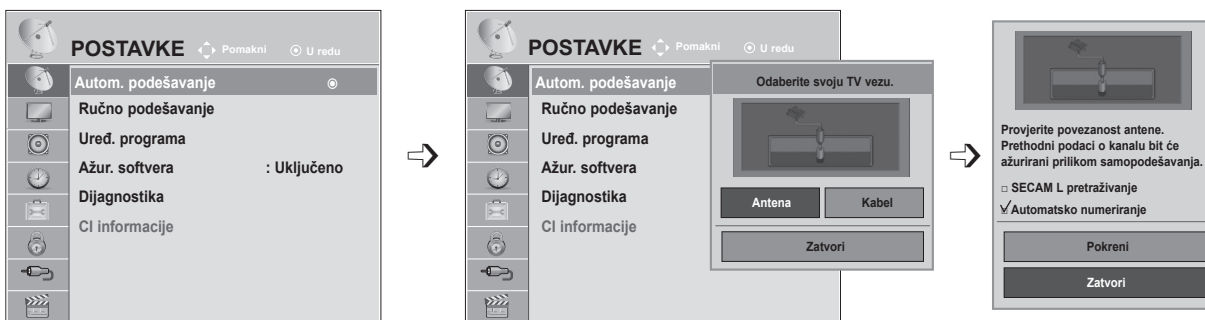 POSTAVKE Pomakni U redu
Autom. podešavanje
Ručno podešavanje
Uređ. programa
Ažur. softvera : Uključeno
Dijagnostika
CI informacije
POSTAVKE Pomakni U redu
Autom. podešavanje
Ručno podešavanje
Uređ. programa
Ažur. softvera
Dijagnostika
CI informacije
Odaberite svoju TV vezu.
Antena Kabel
Zatvori
Provjerite povezanost antene.
Prethodni podaci o kanalu bit će
ažurirani prilikom samopodešavanja.
SECAM L pretraživanje
Automatsko numeriranje
Pokreni
Zatvori